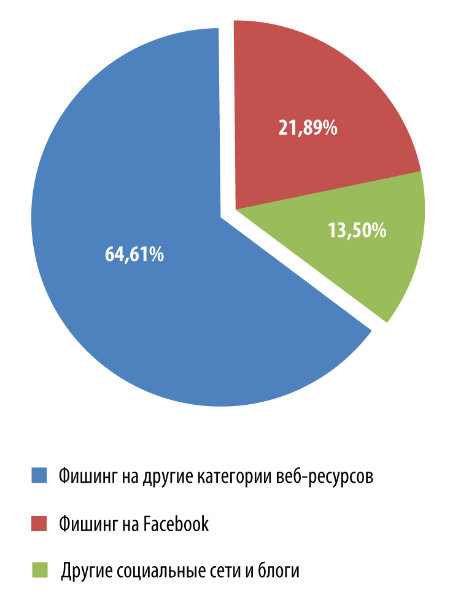 21,89%
13,50%
64,61%
Фишинг на другие категории веб-ресурсов
Фишинг на Facebook
Другие социальные сети и блоги